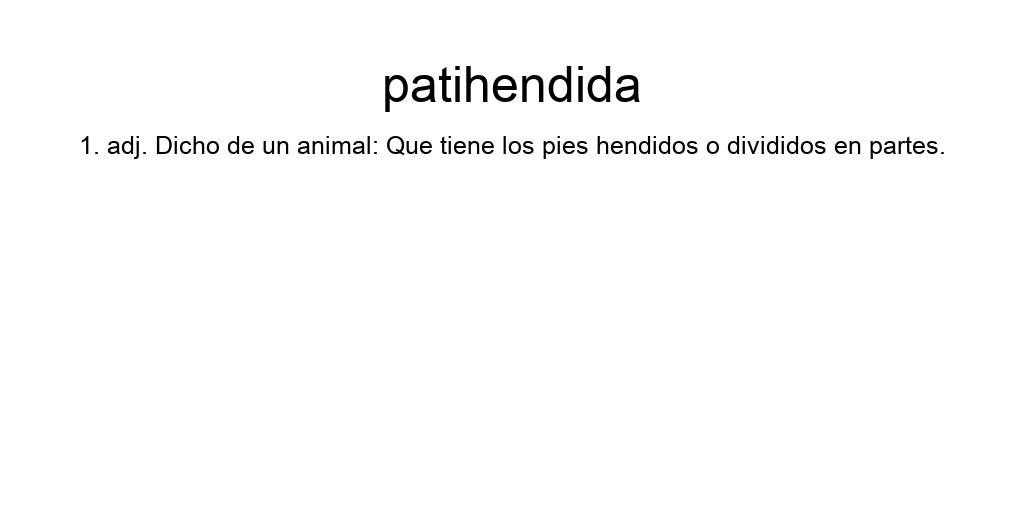 patihendida
1. adj. Dicho de un animal: Que tiene los pies hendidos o divididos en partes.